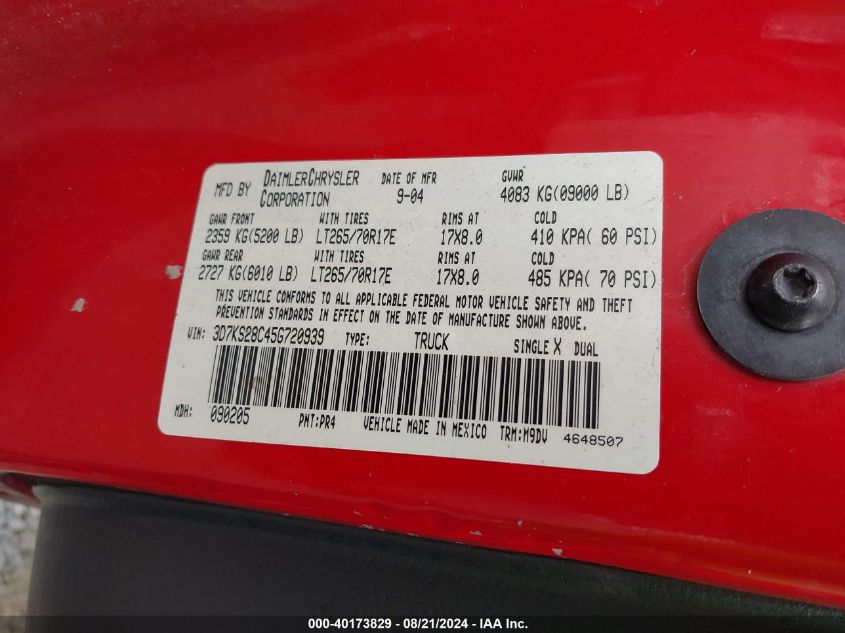 MFD BY DAIMLERCHRYSLER CORPORATION DATE OF MFR 9-04 GVWR 4083 KG(09000 LB)
GAWR FRONT WITH TIRES RIMS AT COLD
2359 KG(5200 LB) LT265/70R17E 17X8.0 410 KPA( 60 PSI)
GAWR REAR WITH TIRES RIMS AT COLD
2727 KG(6010 LB) LT265/70R17E 17X8.0 485 KPA( 70 PSI)
THIS VEHICLE CONFORMS TO ALL APPLICABLE FEDERAL MOTOR VEHICLE SAFETY AND THEFT
PREVENTION STANDARDS IN EFFECT ON THE DATE OF MANUFACTURE SHOWN ABOVE.
VIN: 3D7KS28C45G720939 TYPE: TRUCK SINGLE X DUAL
MDH: 090205 PNT:PR4 VEHICLE MADE IN MEXICO TRM:M9DV 4648507
000-40173829 - 08/21/2024 - IAA Inc.